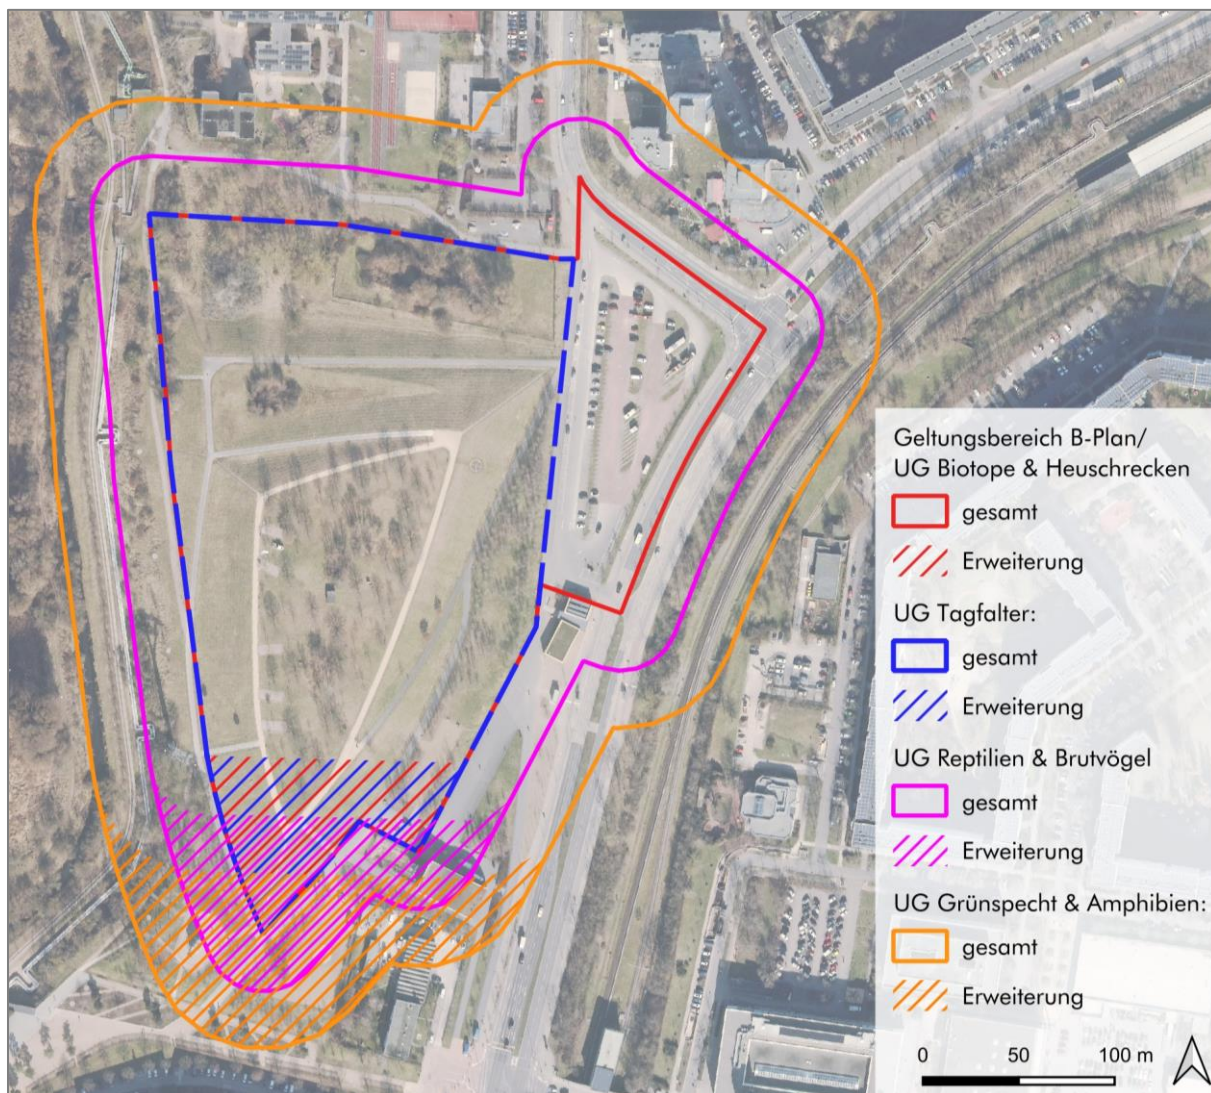 Geltungsbereich B-Plan/
UG Biotope & Heuschrecken
gesamt
Erweiterung
UG Tagfalter:
gesamt
Erweiterung
UG Reptilien & Brutvögel
gesamt
Erweiterung
UG Grünspecht & Amphibien:
gesamt
Erweiterung
0 50 100 m